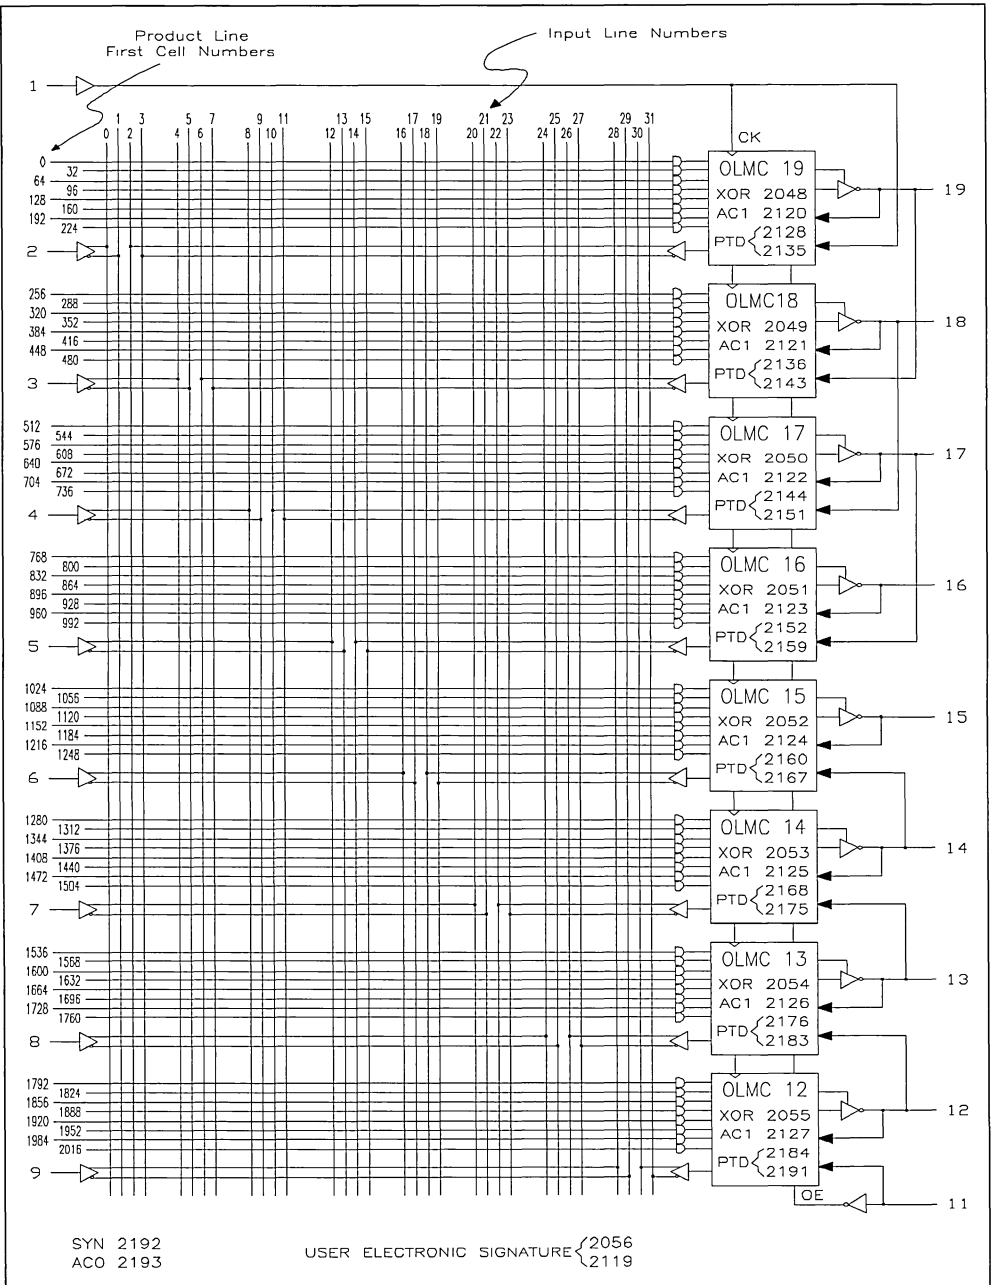 Product Line
First Cell Numbers
Input Line Numbers
1
0 1 2 3 4 5 6 7 8 9 10 11 12 13 14 15 16 17 18 19 20 21 22 23 24 25 26 27 28 29 30 31
CK
0
32
64
96
128
160
192
224
2
OLMC 19
XOR 2048
AC1 2120
PTD { 2128
2135
19
256
288
320
352
384
416
448
480
3
OLMC18
XOR 2049
AC1 2121
PTD { 2136
2143
18
512
544
576
608
640
672
704
736
4
OLMC 17
XOR 2050
AC1 2122
PTD { 2144
2151
17
768
800
832
864
896
928
960
992
5
OLMC 16
XOR 2051
AC1 2123
PTD { 2152
2159
16
1024
1056
1088
1120
1152
1184
1216
1248
6
OLMC 15
XOR 2052
AC1 2124
PTD { 2160
2167
15
1280
1312
1344
1376
1408
1440
1472
1504
7
OLMC 14
XOR 2053
AC1 2125
PTD { 2168
2175
14
1536
1568
1600
1632
1664
1696
1728
1760
8
OLMC 13
XOR 2054
AC1 2126
PTD { 2176
2183
13
1792
1824
1856
1888
1920
1952
1984
2016
9
OLMC 12
XOR 2055
AC1 2127
PTD { 2184
2191
12
OE
11
SYN 2192
AC0 2193
USER ELECTRONIC SIGNATURE { 2056
2119